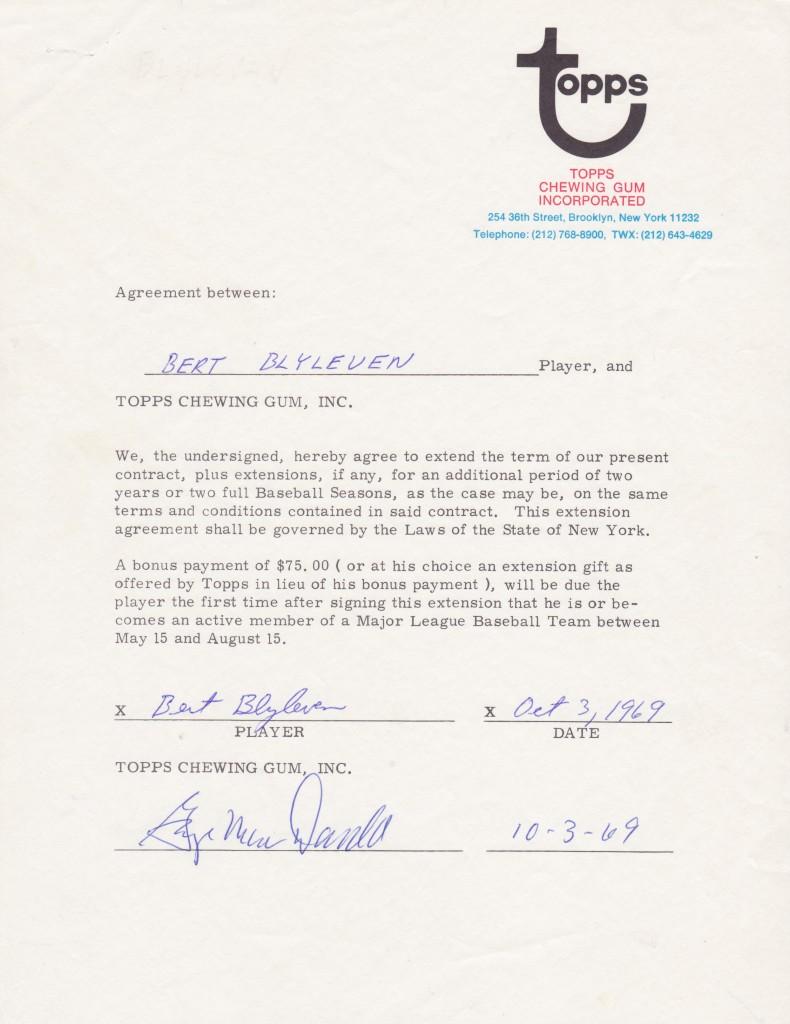 Topps
TOPPS
CHEWING GUM
INCORPORATED
254 36th Street, Brooklyn, New York 11232
Telephone: (212) 768-8900, TWX: (212) 643-4629
Agreement between:
BERT BLYLEVEN Player, and
TOPPS CHEWING GUM, INC.
We, the undersigned, hereby agree to extend the term of our present
contract, plus extensions, if any, for an additional period of two
years or two full Baseball Seasons, as the case may be, on the same
terms and conditions contained in said contract. This extension
agreement shall be governed by the Laws of the State of New York.
A bonus payment of $75.00 ( or at his choice an extension gift as
offered by Topps in lieu of his bonus payment ), will be due the
player the first time after signing this extension that he is or be-
comes an active member of a Major League Baseball Team between
May 15 and August 15.
X Bert Blyleven X Oct 3, 1969
PLAYER DATE
TOPPS CHEWING GUM, INC.
10-3-69